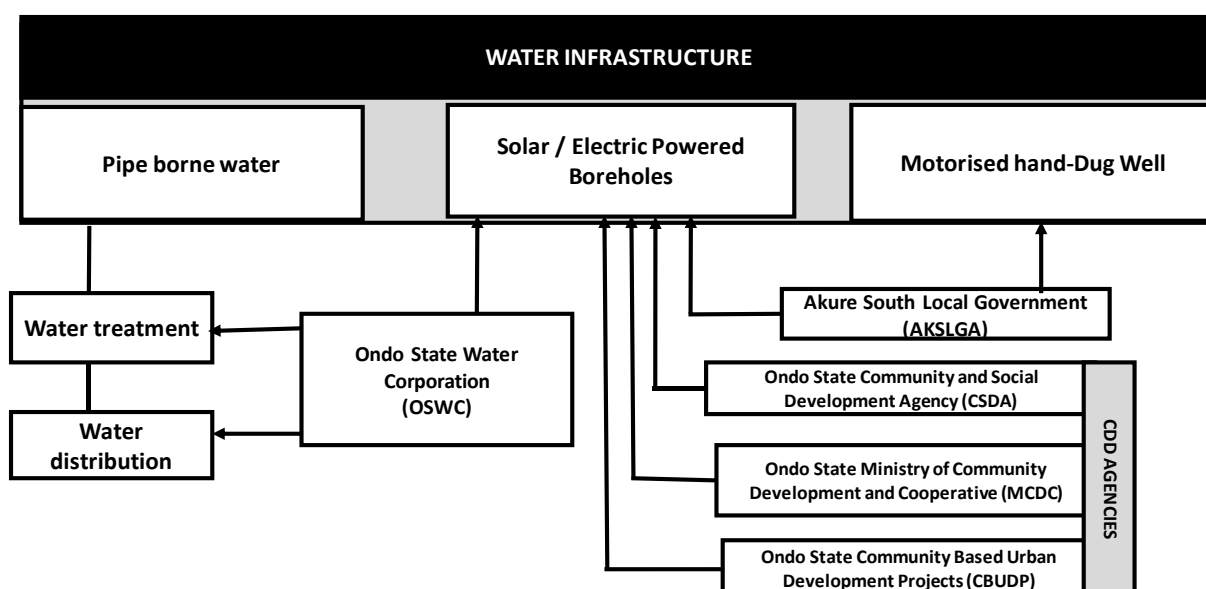 WATER INFRASTRUCTURE
Pipe borne water
Solar / Electric Powered
Boreholes
Motorised hand-Dug Well
Water treatment
Water
distribution
Ondo State Water
Corporation
(OSWC)
Akure South Local Government
(AKSLGA)
Ondo State Community and Social
Development Agency (CSDA)
Ondo State Ministry of Community
Development and Cooperative (MCDC)
Ondo State Community Based Urban
Development Projects (CBUDP)
CDD AGENCIES